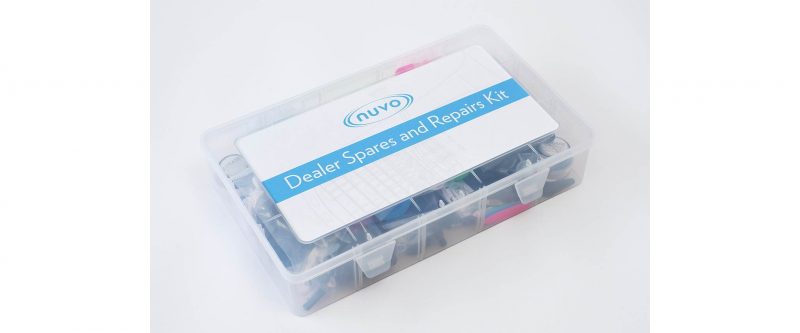 nuvo
Dealer Spares and Repairs Kit